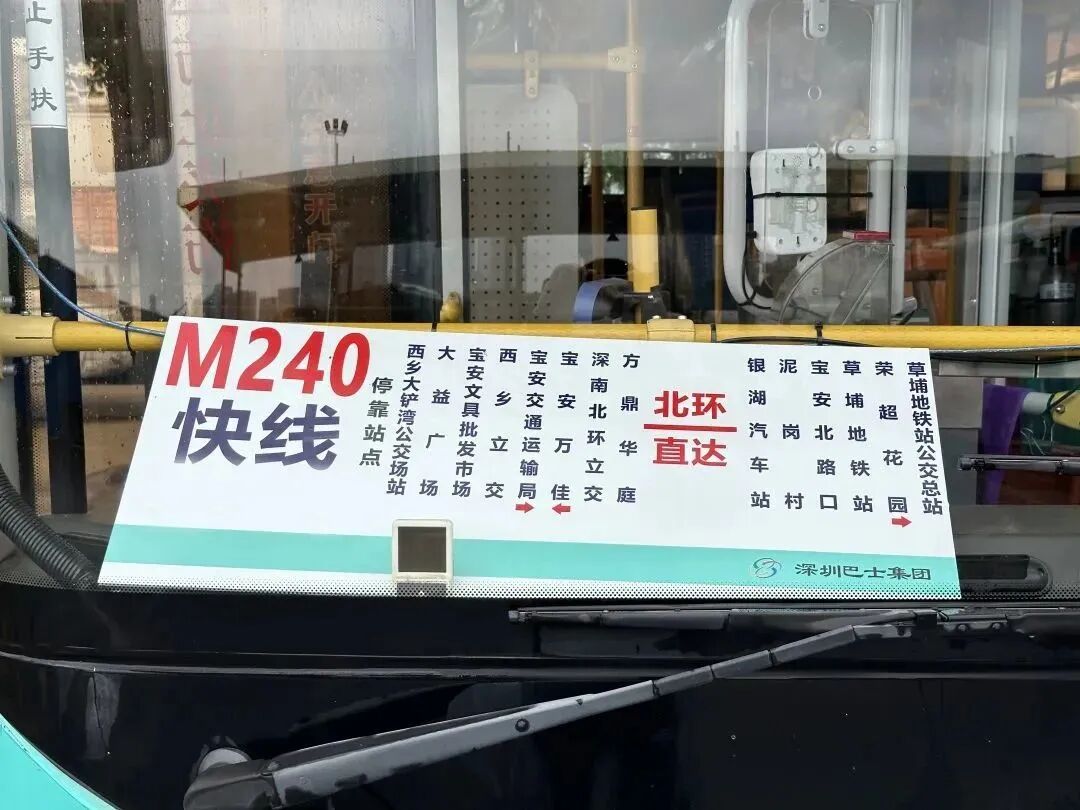 止手扶
M240
快线
停靠站点
西乡大铲湾公交场站
大益广场
宝安文具批发市场
西乡立交
宝安交通运输局
宝安万佳
深南北环立交
方鼎华庭
北环
直达
银湖汽车站
泥岗村
宝安北路口
草埔地铁站
荣超花园
草埔地铁站公交总站
深圳巴士集团